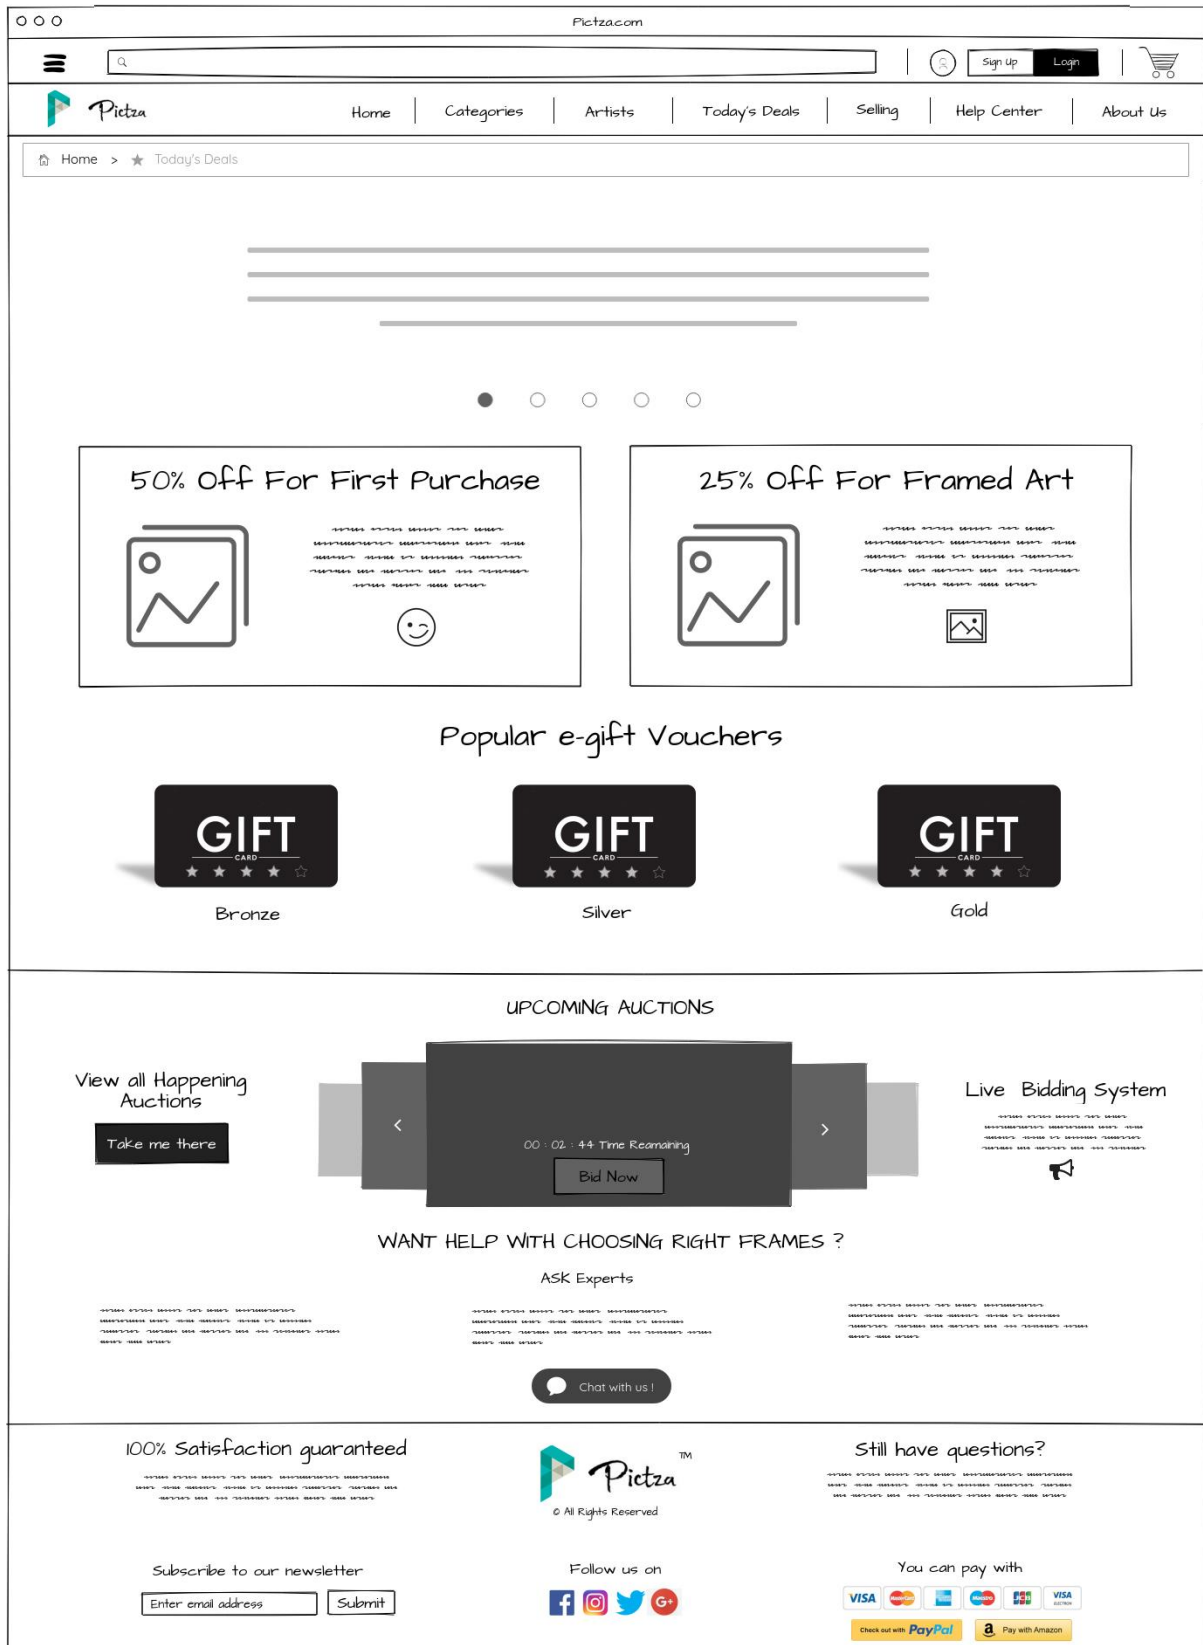 Pictza.com
Sign Up
Login
Pictza
Home
Categories
Artists
Today's Deals
Selling
Help Center
About Us
Home > Today's Deals
50% Off For First Purchase
25% Off For Framed Art
Popular e-gift Vouchers
GIFT
CARD
GIFT
CARD
GIFT
CARD
Bronze
Silver
Gold
UPCOMING AUCTIONS
View all Happening
Auctions
Take me there
00 : 02 : 44 Time Reamaining
Bid Now
Live Bidding System
WANT HELP WITH CHOOSING RIGHT FRAMES ?
ASK Experts
Chat with us !
100% Satisfaction guaranteed
Pictza™
© All Rights Reserved
Still have questions?
Subscribe to our newsletter
Enter email address
Submit
Follow us on
G+
You can pay with
VISA
MasterCard
Maestro
JCB
VISA
ELECTRON
Check out with PayPal
a Pay with Amazon